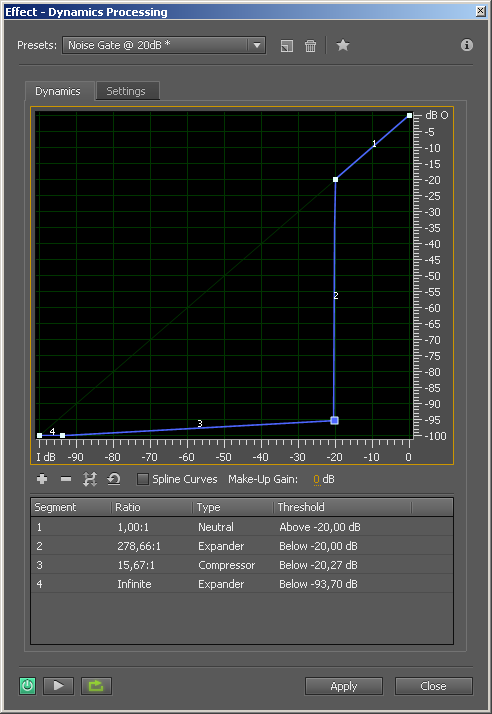 Effect - Dynamics Processing
Presets: Noise Gate @ 20dB *
Dynamics Settings
dB O
-5
-10
-15
-20
-25
-30
-35
-40
-45
-50
-55
-60
-65
-70
-75
-80
-85
-90
-95
-100
1
2
3
4
I dB -90 -80 -70 -60 -50 -40 -30 -20 -10 0
Spline Curves Make-Up Gain: 0 dB
Segment Ratio Type Threshold
1 1,00:1 Neutral Above -20,00 dB
2 278,66:1 Expander Below -20,00 dB
3 15,67:1 Compressor Below -20,27 dB
4 Infinite Expander Below -93,70 dB
Apply Close